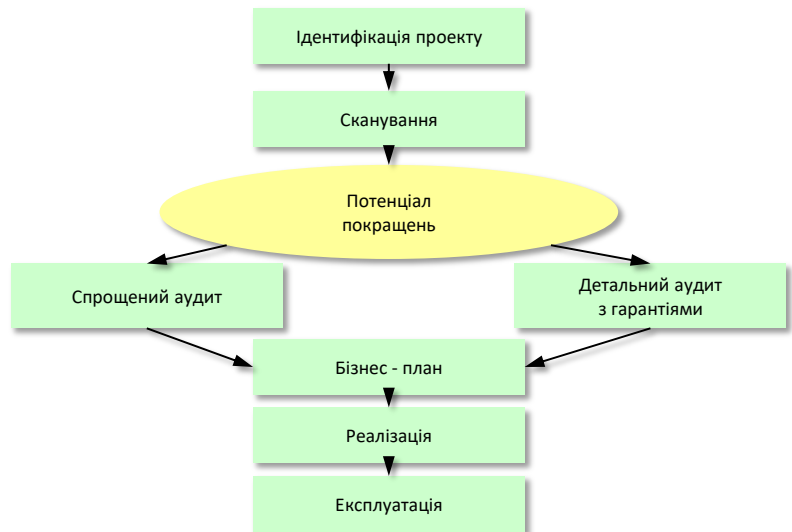 Ідентифікація проекту
Сканування
Потенціал
покращень
Спрощений аудит
Детальний аудит
з гарантіями
Бізнес - план
Реалізація
Експлуатація